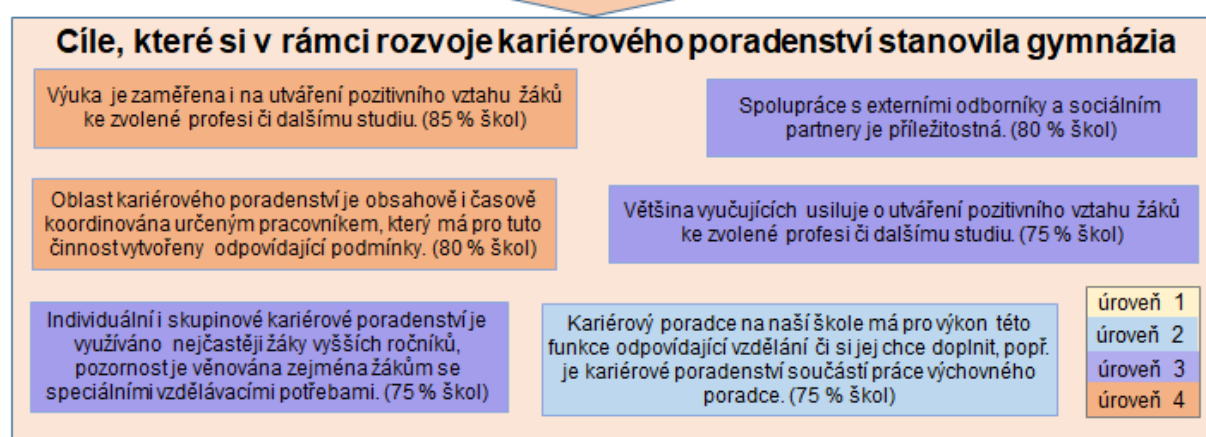 Cíle, které si v rámci rozvoje kariérového poradenství stanovila gymnázia
Výuka je zaměřena i na utváření pozitivního vztahu žáků
ke zvolené profesi či dalšímu studiu. (85 % škol)
Spolupráce s externími odborníky a sociálním
partnery je příležitostná. (80 % škol)
Oblast kariérového poradenství je obsahově i časově
koordinována určeným pracovníkem, který má pro tuto
činnost vytvořeny odpovídající podmínky. (80 % škol)
Většina vyučujících usiluje o utváření pozitivního vztahu žáků
ke zvolené profesi či dalšímu studiu. (75 % škol)
Individuální i skupinové kariérové poradenství je
využíváno nejčastěji žáky vyšších ročníků,
pozornost je věnována zejména žákům se
speciálními vzdělávacími potřebami. (75 % škol)
Kariérový poradce na naší škole má pro výkon této
funkce odpovídající vzdělání či si jej chce doplnit, popř.
je kariérové poradenství součástí práce výchovného
poradce. (75 % škol)
úroveň 1
úroveň 2
úroveň 3
úroveň 4